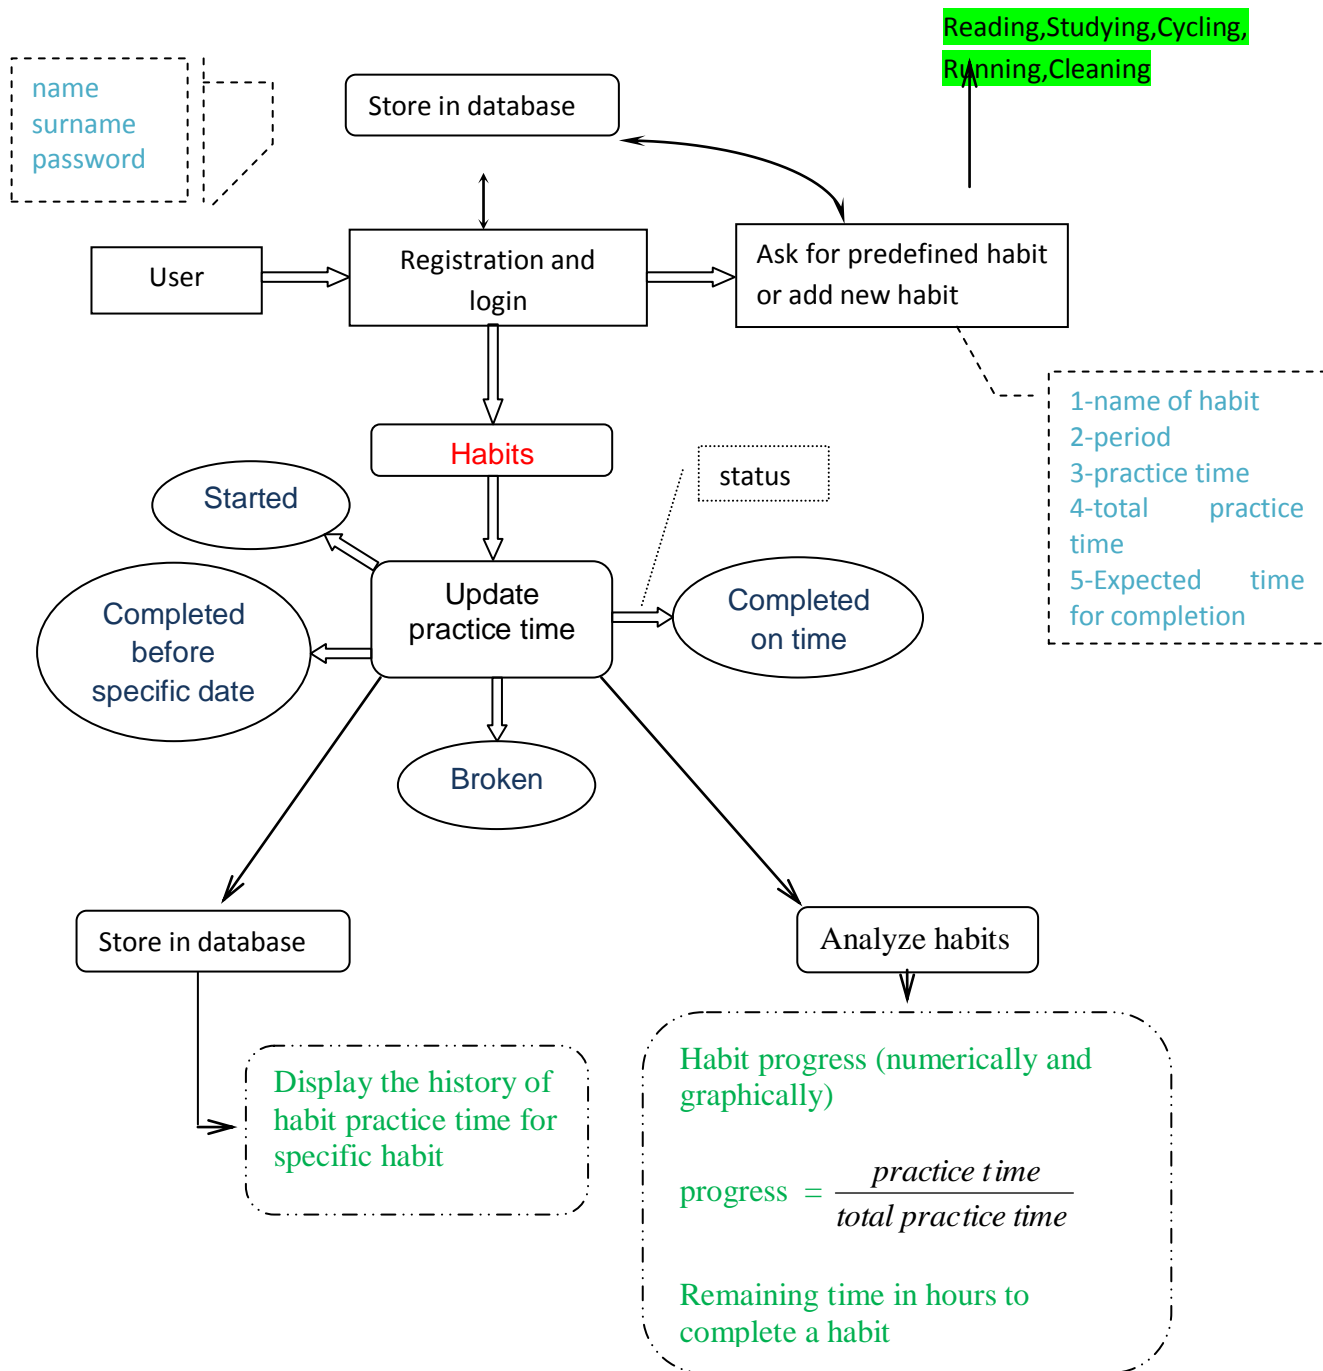 Reading,Studying,Cycling,
Running,Cleaning
name
surname
password
Store in database
User
Registration and
login
Ask for predefined habit
or add new habit
1-name of habit
2-period
3-practice time
4-total practice
time
5-Expected time
for completion
Habits
status
Started
Update
practice time
Completed
on time
Completed
before
specific date
Broken
Store in database
Analyze habits
Display the history of
habit practice time for
specific habit
Habit progress (numerically and
graphically)
progress = practice time
total practice time
Remaining time in hours to
complete a habit